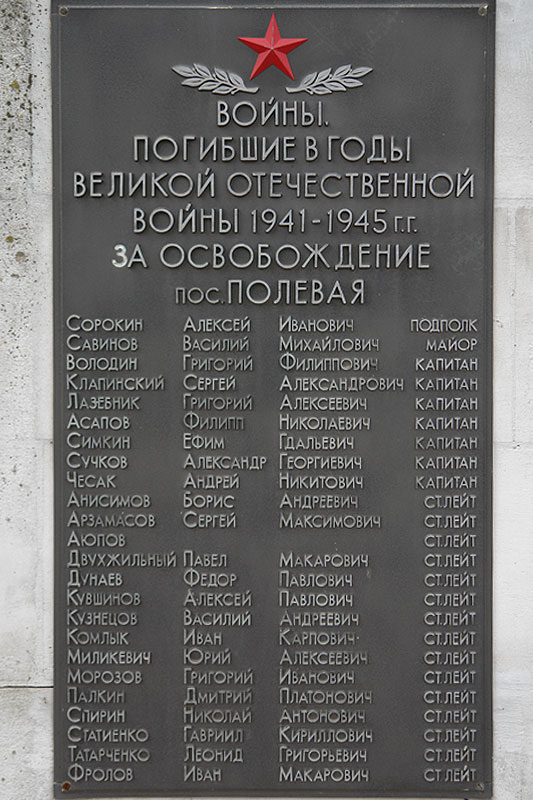 ВОЙНЫ.
ПОГИБШИЕ В ГОДЫ
ВЕЛИКОЙ ОТЕЧЕСТВЕННОЙ
ВОЙНЫ 1941-1945 г.г.
ЗА ОСВОБОЖДЕНИЕ
ПОС. ПОЛЕВАЯ
СОРОКИН АЛЕКСЕЙ ИВАНОВИЧ ПОДПОЛК
САВИНОВ ВАСИЛИЙ МИХАЙЛОВИЧ МАЙОР
ВОЛОДИН ГРИГОРИЙ ФИЛИППОВИЧ КАПИТАН
КЛАПИНСКИЙ СЕРГЕЙ АЛЕКСАНДРОВИЧ КАПИТАН
ЛАЗЕБНИК ГРИГОРИЙ АЛЕКСЕЕВИЧ КАПИТАН
АСАПОВ ФИЛИПП НИКОЛАЕВИЧ КАПИТАН
СИМКИН ЕФИМ ГДАЛЬЕВИЧ КАПИТАН
СУЧКОВ АЛЕКСАНДР ГЕОРГИЕВИЧ КАПИТАН
ЧЕСАК АНДРЕЙ НИКИТОВИЧ КАПИТАН
АНИСИМОВ БОРИС АНДРЕЕВИЧ СТ.ЛЕЙТ
АРЗАМАСОВ СЕРГЕЙ МАКСИМОВИЧ СТ.ЛЕЙТ
АЮПОВ СТ.ЛЕЙТ
ДВУХЖИЛЬНЫЙ ПАВЕЛ МАКАРОВИЧ СТ.ЛЕЙТ
ДУНАЕВ ФЕДОР ПАВЛОВИЧ СТ.ЛЕЙТ
КУВШИНОВ АЛЕКСЕЙ ПАВЛОВИЧ СТ.ЛЕЙТ
КУЗНЕЦОВ ВАСИЛИЙ АНДРЕЕВИЧ СТ.ЛЕЙТ
КОМЛЫК ИВАН КАРПОВИЧ СТ.ЛЕЙТ
МИЛИКЕВИЧ ЮРИЙ АЛЕКСЕЕВИЧ СТ.ЛЕЙТ
МОРОЗОВ ГРИГОРИЙ ИВАНОВИЧ СТ.ЛЕЙТ
ПАЛКИН ДМИТРИЙ ПЛАТОНОВИЧ СТ.ЛЕЙТ
СПИРИН НИКОЛАЙ АНТОНОВИЧ СТ.ЛЕЙТ
СТАТИЕНКО ГАВРИИЛ КИРИЛЛОВИЧ СТ.ЛЕЙТ
ТАТАРЧЕНКО ЛЕОНИД ГРИГОРЬЕВИЧ СТ.ЛЕЙТ
ФРОЛОВ ИВАН МАКАРОВИЧ СТ.ЛЕЙТ